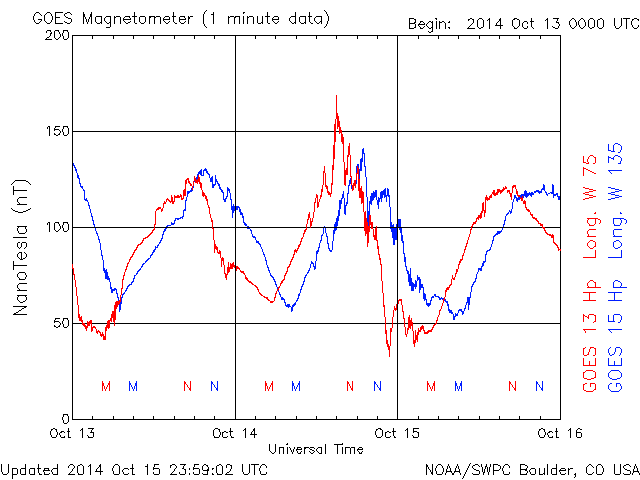 GOES Magnetometer (1 minute data)
Begin: 2014 Oct 13 0000 UTC
200
150
100
50
0
NanoTesla (nT)
M M N N M M N N M M N N
Oct 13 Oct 14 Oct 15 Oct 16
Universal Time
GOES 13 Hp Long. W 75
GOES 15 Hp Long. W 135
Updated 2014 Oct 15 23:59:02 UTC
NOAA/SWPC Boulder, CO USA